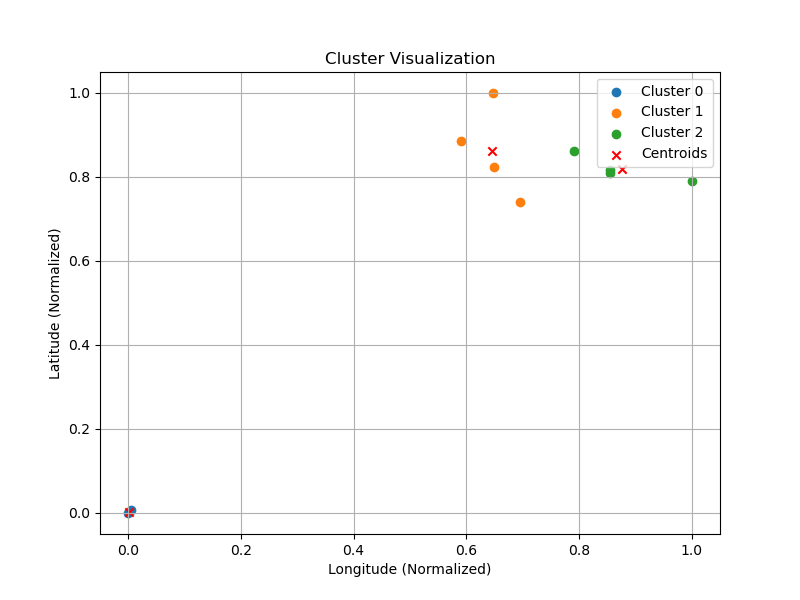 Cluster Visualization
Cluster 0
Cluster 1
Cluster 2
Centroids
Latitude (Normalized)
1.0
0.8
0.6
0.4
0.2
0.0
0.0 0.2 0.4 0.6 0.8 1.0
Longitude (Normalized)